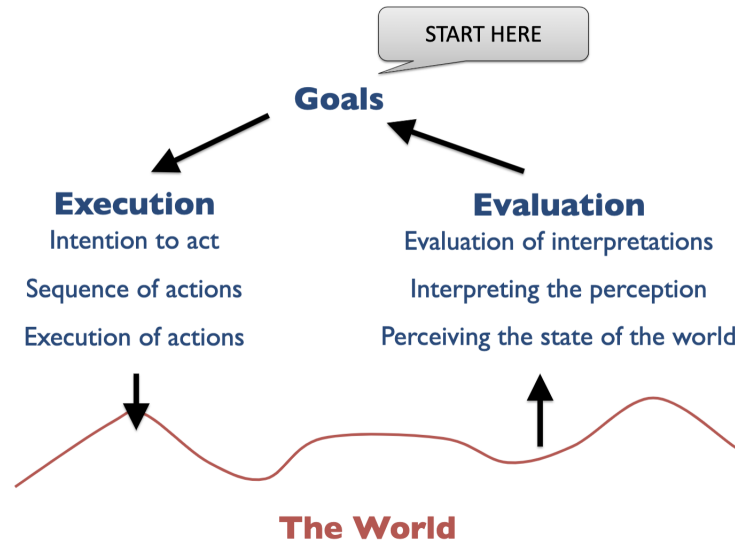 START HERE
Goals
Execution
Intention to act
Sequence of actions
Execution of actions
Evaluation
Evaluation of interpretations
Interpreting the perception
Perceiving the state of the world
The World